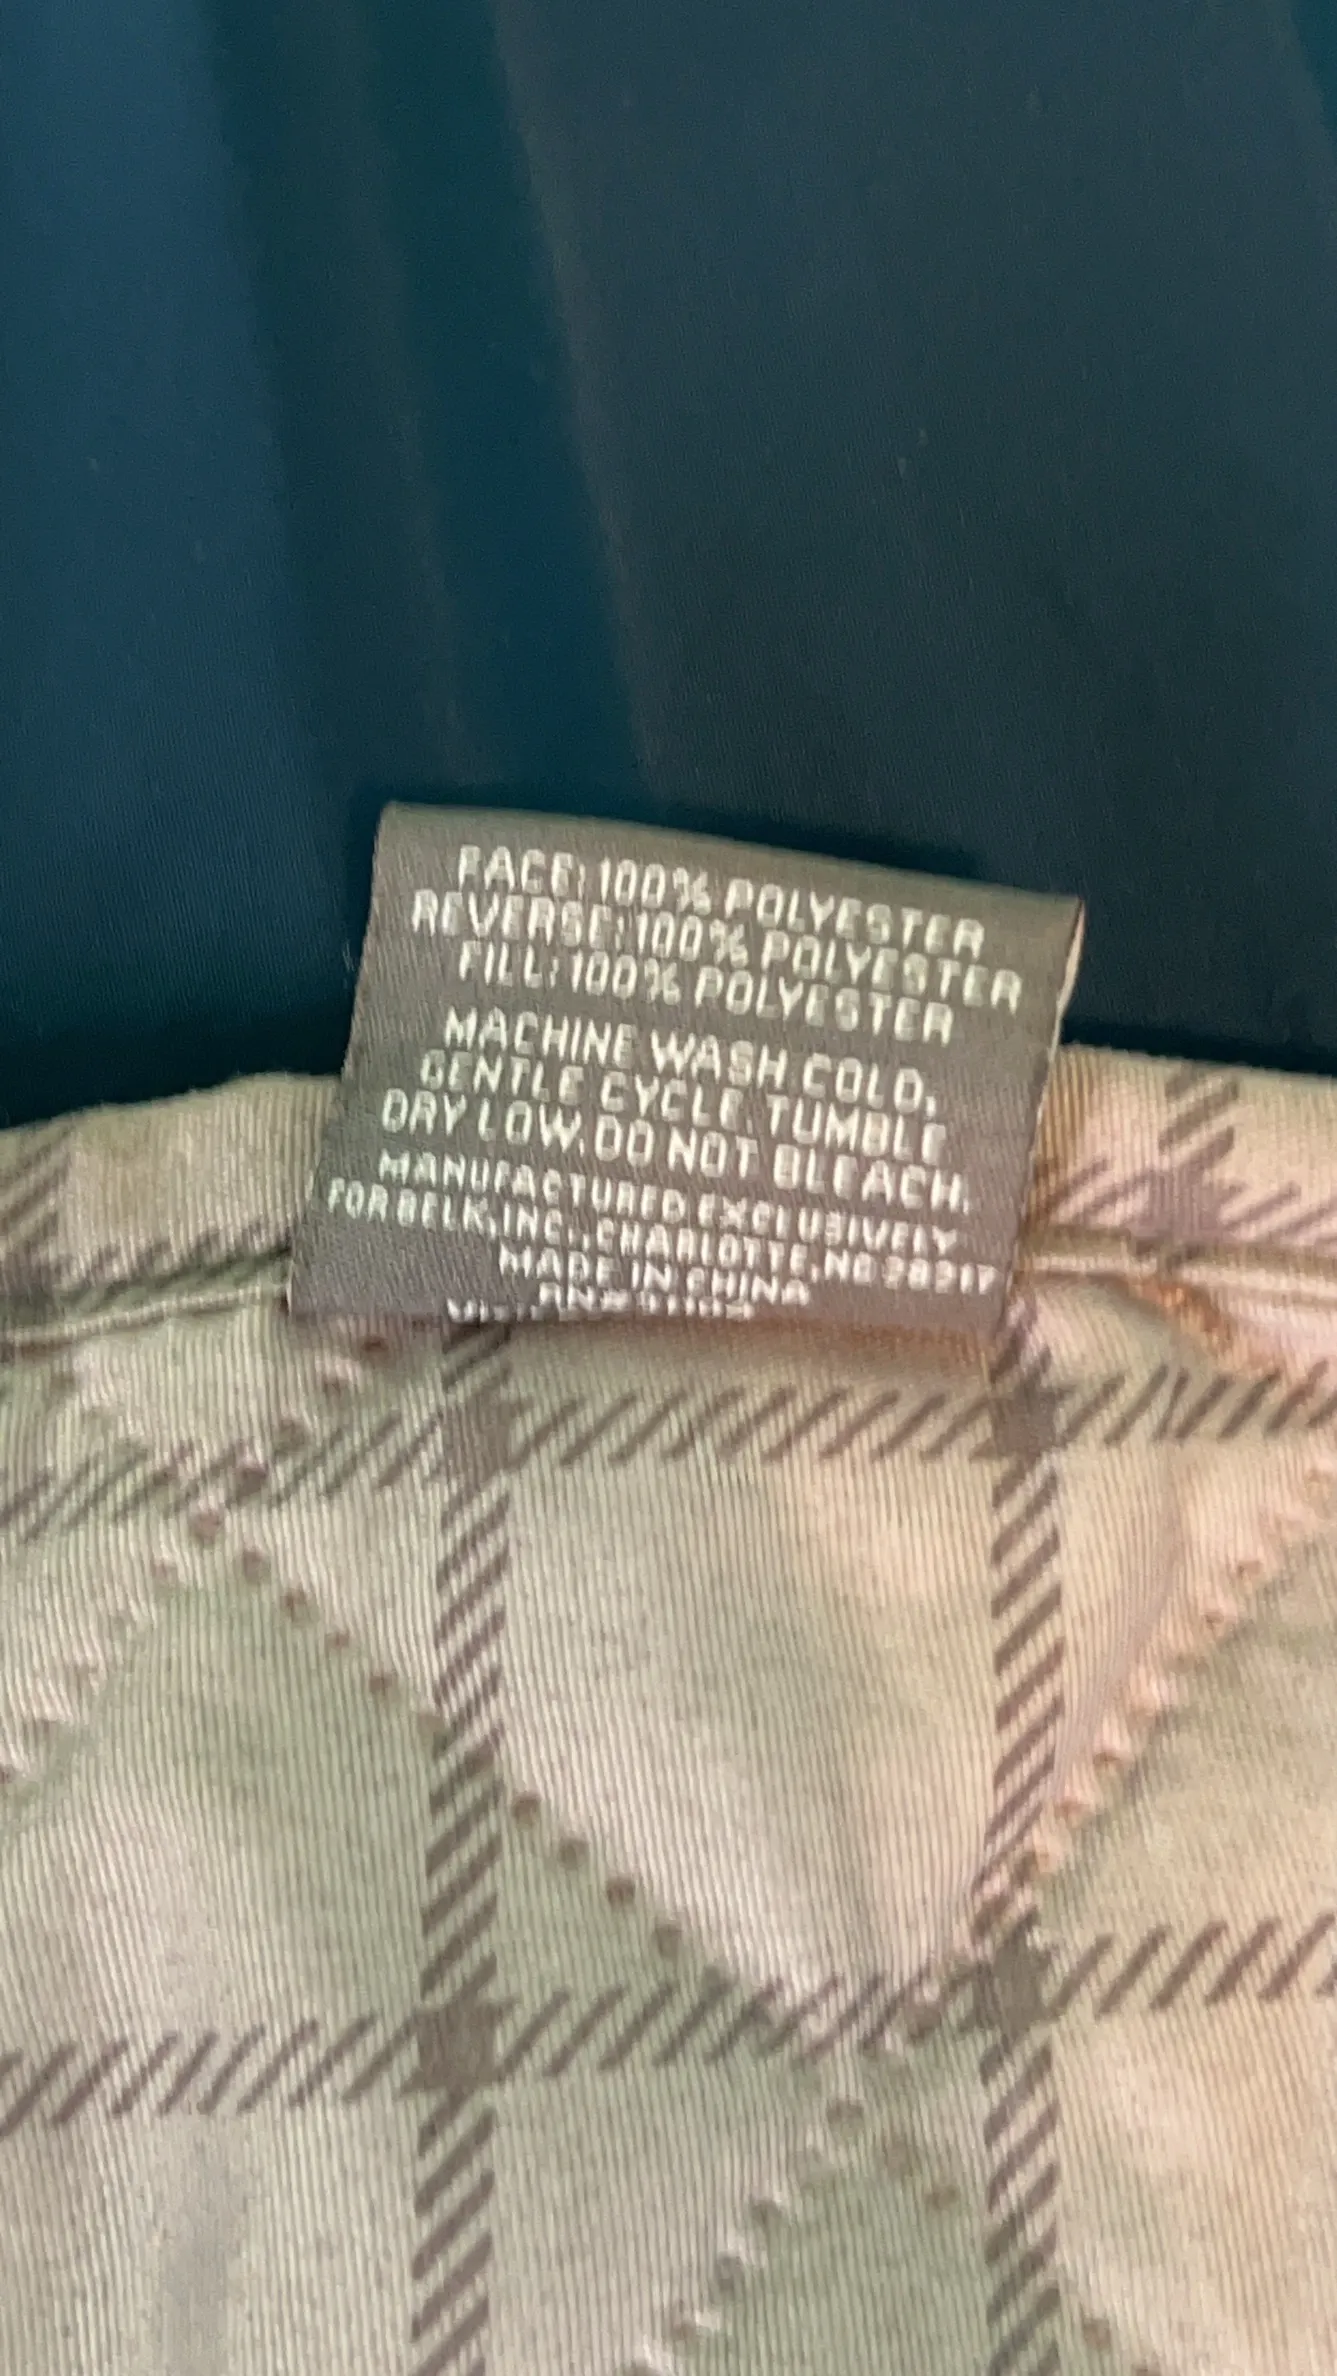 FACE: 100% POLYESTER
REVERSE: 100% POLYESTER
FILL: 100% POLYESTER
MACHINE WASH COLD,
GENTLE CYCLE. TUMBLE
DRY LOW. DO NOT BLEACH.
MANUFACTURED EXCLUSIVELY
FOR BELK, INC., CHARLOTTE, NC 28217
MADE IN CHINA